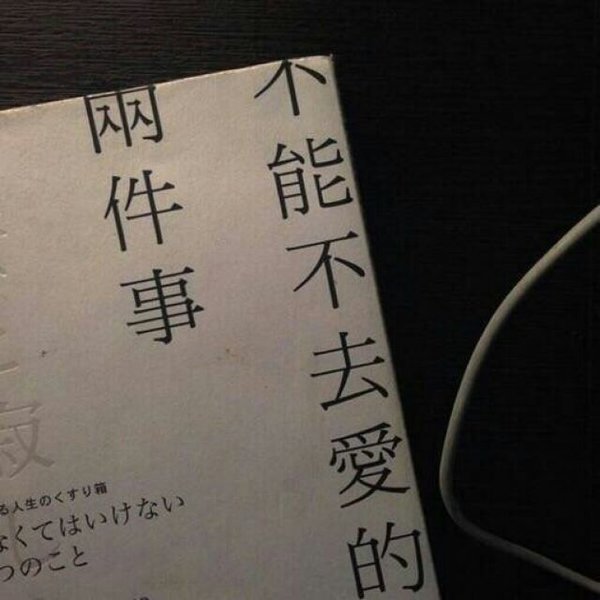 不能不去愛的
兩件事
寂
る人生のくすり箱
なくてはいけない
つのこと